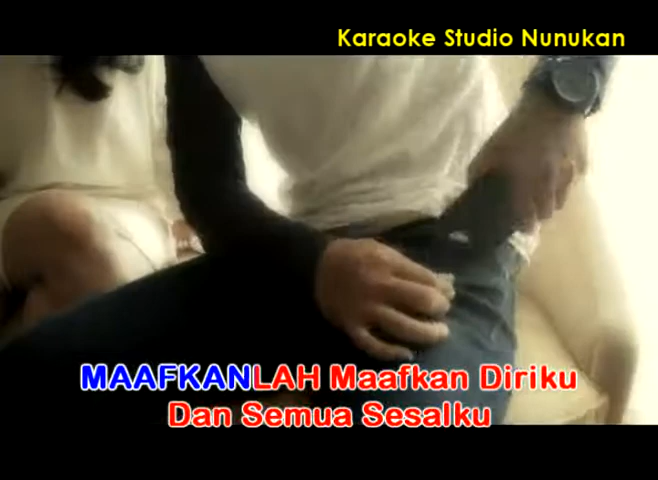 Karaoke Studio Nunukan
MAAFKANLAH Maafkan Diriku
Dan Semua Sesalku